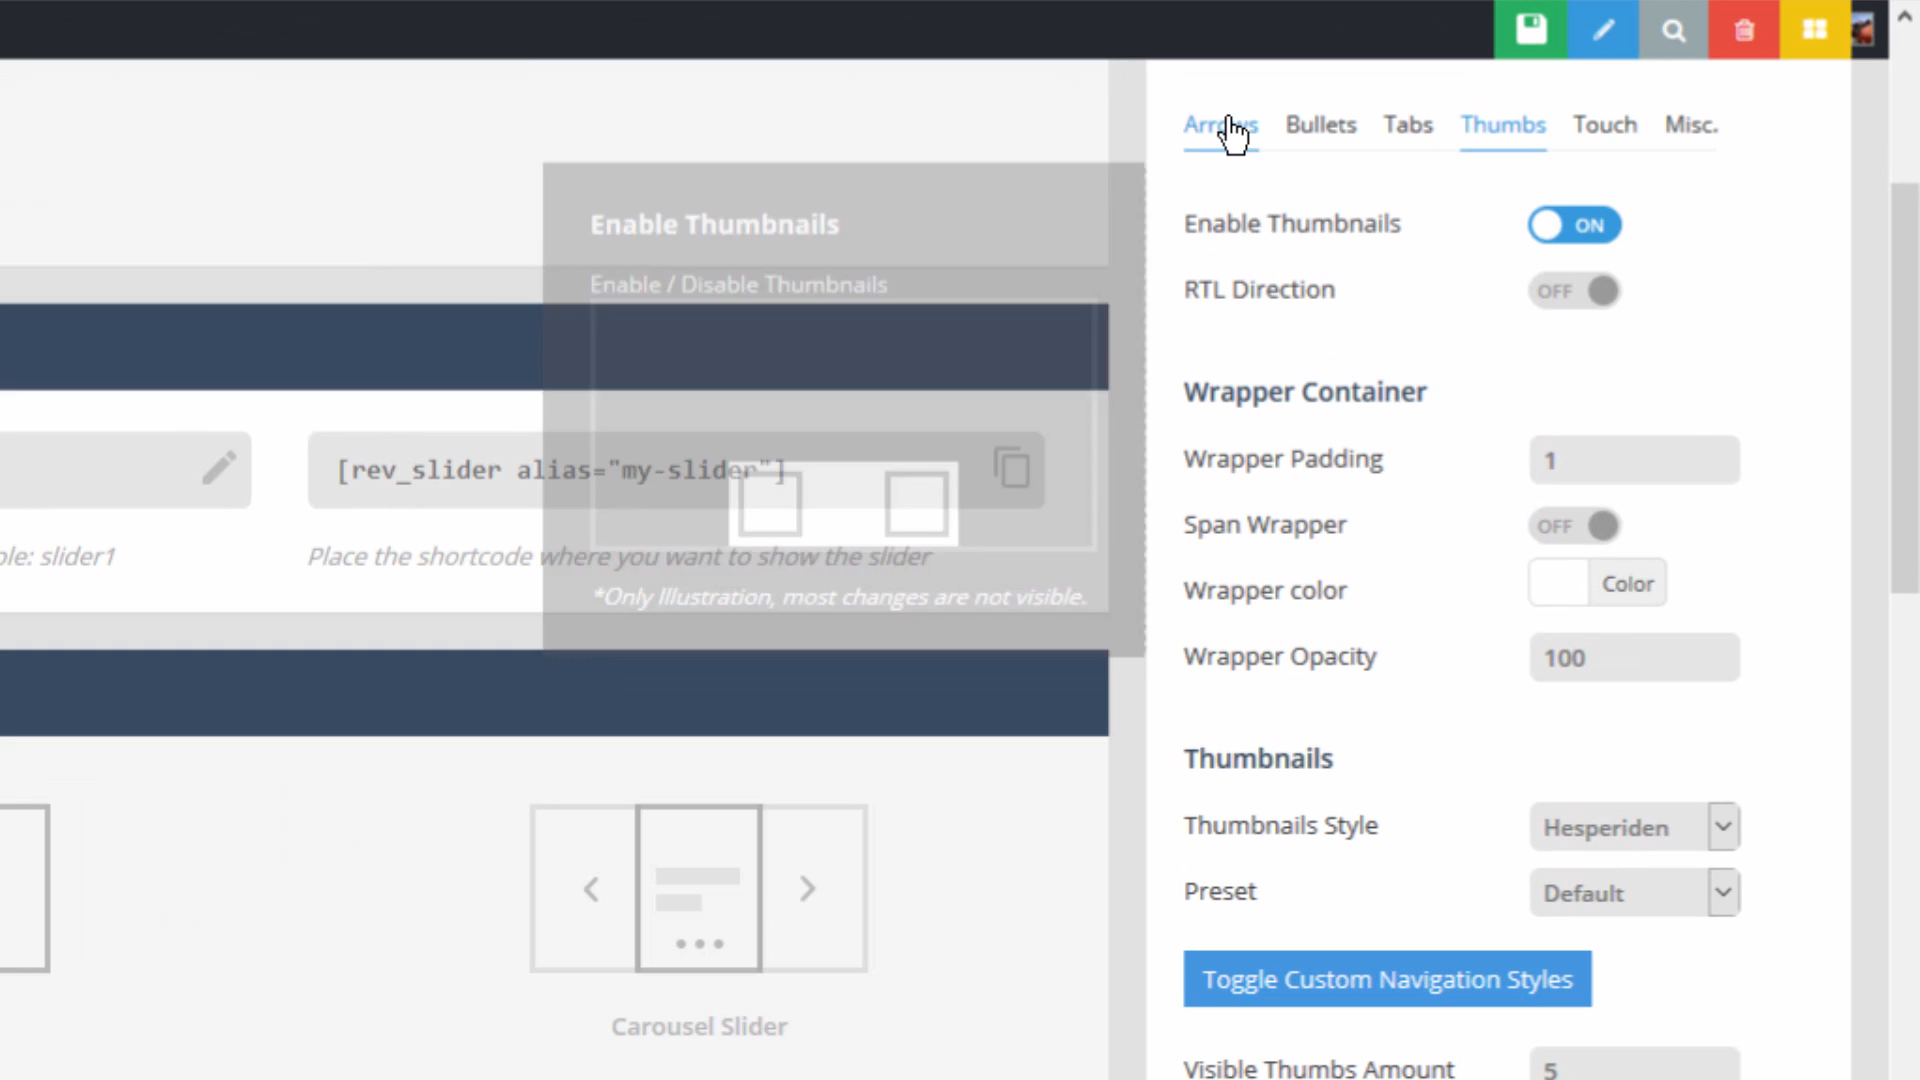 Arrows Bullets Tabs Thumbs Touch Misc.
Enable Thumbnails
Enable / Disable Thumbnails
[rev_slider alias="my-slider"]
ple: slider1
Place the shortcode where you want to show the slider
*Only Illustration, most changes are not visible.
Carousel Slider
Enable Thumbnails ON
RTL Direction OFF
Wrapper Container
Wrapper Padding 1
Span Wrapper OFF
Wrapper color Color
Wrapper Opacity 100
Thumbnails
Thumbnails Style Hesperiden
Preset Default
Toggle Custom Navigation Styles
Visible Thumbs Amount 5